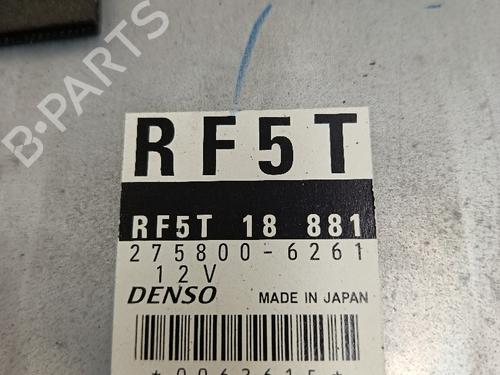 B-PARTS
RF5T
RF5T 18 881
275800-6261
12V
DENSO MADE IN JAPAN